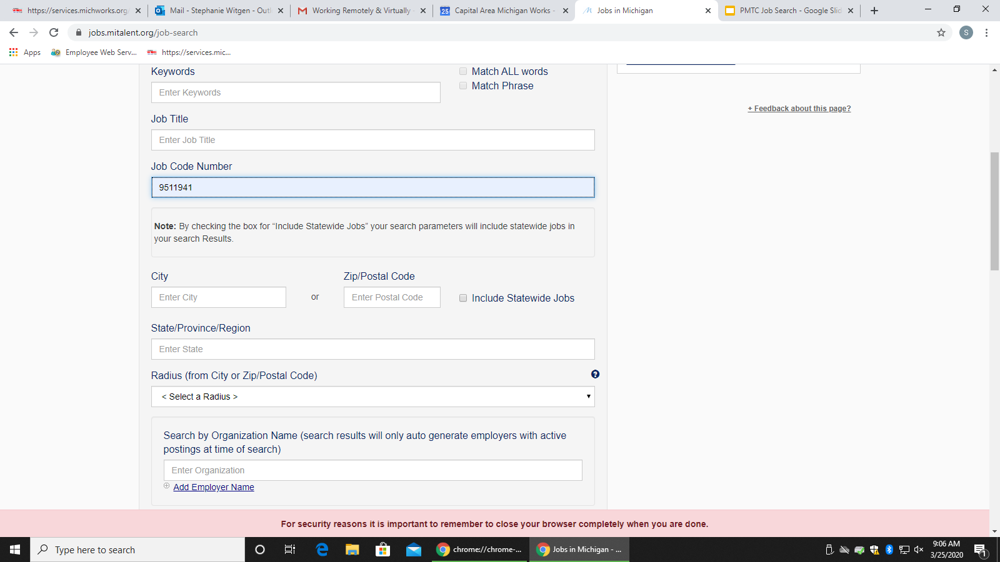 https://services.michworks.org/
Mail - Stephanie Witgen - Outl
Working Remotely & Virtually -
Capital Area Michigan Works -
Jobs in Michigan
PMTC Job Search - Google Slid
jobs.mitalent.org/job-search
S
Apps
Employee Web Serv...
https://services.mic...
Keywords
Match ALL words
Enter Keywords
Match Phrase
+ Feedback about this page?
Job Title
Enter Job Title
Job Code Number
9511941
Note: By checking the box for “Include Statewide Jobs” your search parameters will include statewide jobs in
your search Results.
City
Zip/Postal Code
Enter City
or
Enter Postal Code
Include Statewide Jobs
State/Province/Region
Enter State
Radius (from City or Zip/Postal Code)
?
< Select a Radius >
Search by Organization Name (search results will only auto generate employers with active
postings at time of search)
Enter Organization
Add Employer Name
For security reasons it is important to remember to close your browser completely when you are done.
Type here to search
chrome://chrome-...
Jobs in Michigan - ...
9:06 AM
3/25/2020
1